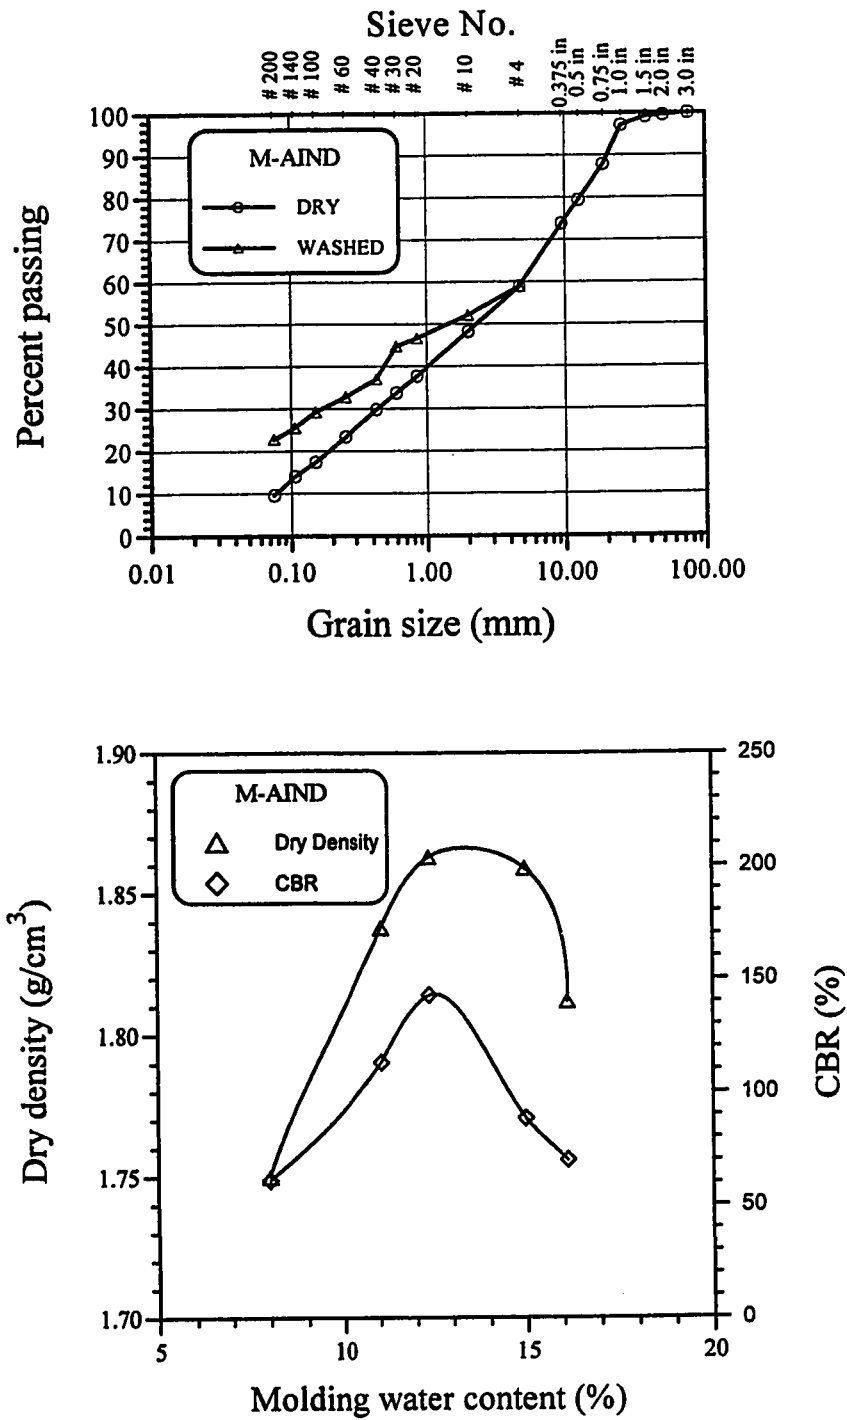 Sieve No.
# 200
# 140
# 100
# 60
# 40
# 30
# 20
# 10
# 4
0.375 in
0.5 in
0.75 in
1.0 in
1.5 in
2.0 in
3.0 in
100
90
80
70
60
50
40
30
20
10
0
Percent passing
M-AIND
DRY
WASHED
0.01 0.10 1.00 10.00 100.00
Grain size (mm)
1.90
1.85
1.80
1.75
1.70
Dry density (g/cm³)
M-AIND
Dry Density
CBR
250
200
150
100
50
0
CBR (%)
5 10 15 20
Molding water content (%)